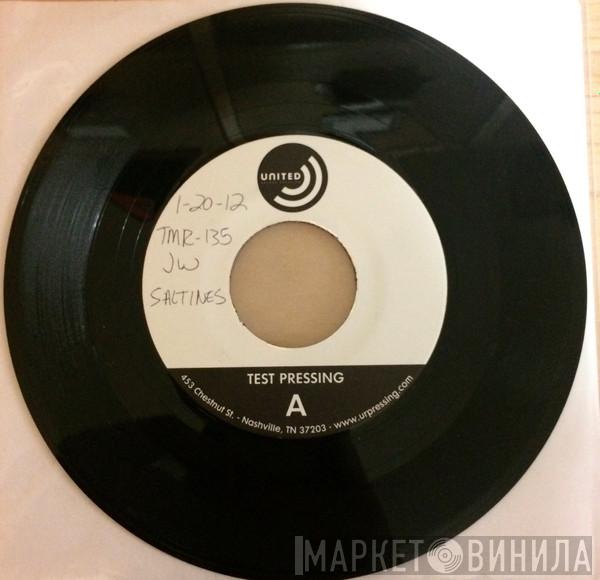 UNITED
1-20-12
TMR-135
JW
SALTINES
TEST PRESSING
A
453 Chestnut St. - Nashville, TN 37203 - www.urpressing.com
МАРКЕТ ВИНИЛА